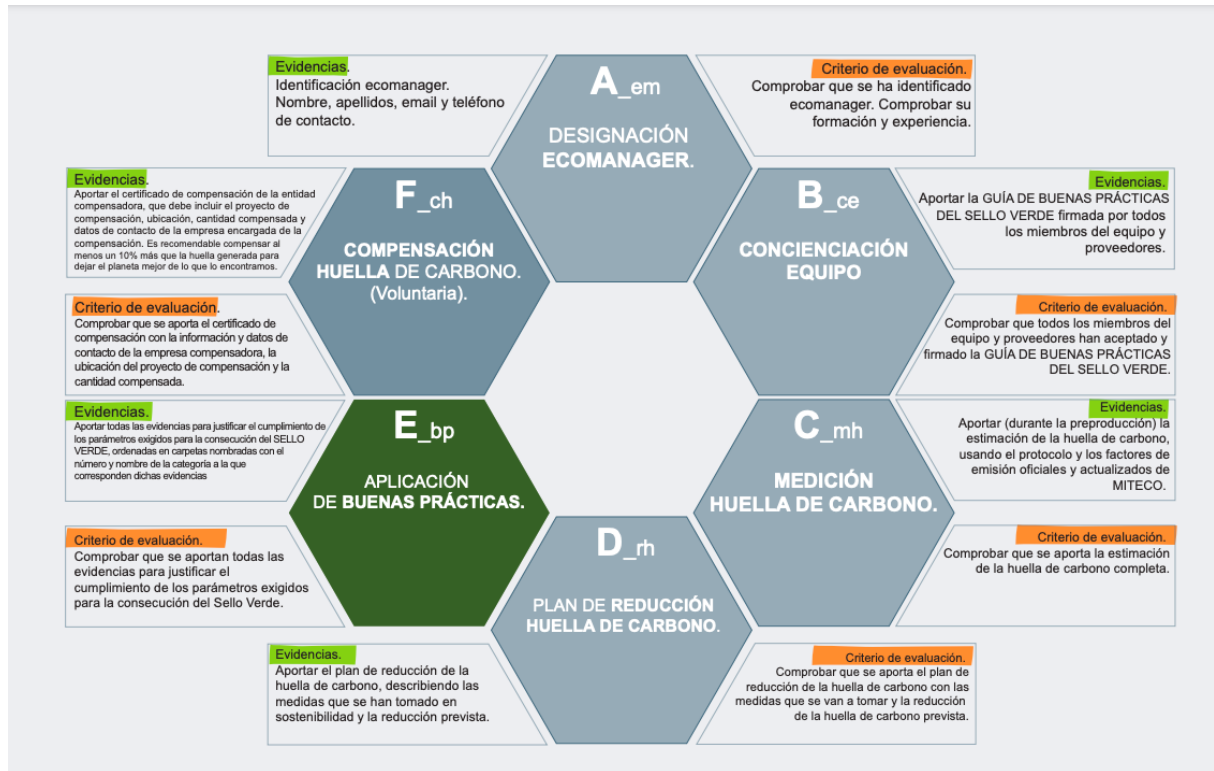 Evidencias.
Identificación ecomanager.
Nombre, apellidos, email y teléfono
de contacto.
A_em
DESIGNACIÓN
ECOMANAGER.
Criterio de evaluación.
Comprobar que se ha identificado
ecomanager. Comprobar su
formación y experiencia.
Evidencias.
Aportar el certificado de compensación de la entidad
compensadora, que debe incluir el proyecto de
compensación, ubicación, cantidad compensada y
datos de contacto de la empresa encargada de la
compensación. Es recomendable compensar al
menos un 10% más que la huella generada para
dejar el planeta mejor de lo que lo encontramos.
F_ch
COMPENSACIÓN
HUELLA DE CARBONO.
(Voluntaria).
Criterio de evaluación.
Comprobar que se aporta el certificado de
compensación con la información y datos de
contacto de la empresa compensadora, la
ubicación del proyecto de compensación y la
cantidad compensada.
B_ce
CONCIENCIACIÓN
EQUIPO
Evidencias.
Aportar la GUÍA DE BUENAS PRÁCTICAS
DEL SELLO VERDE firmada por todos
los miembros del equipo y
proveedores.
Criterio de evaluación.
Comprobar que todos los miembros del
equipo y proveedores han aceptado y
firmado la GUÍA DE BUENAS PRÁCTICAS
DEL SELLO VERDE.
Evidencias.
Aportar todas las evidencias para justificar el cumplimiento de
los parámetros exigidos para la consecución del SELLO
VERDE, ordenadas en carpetas nombradas con el
número y nombre de la categoría a la que
corresponden dichas evidencias
E_bp
APLICACIÓN
DE BUENAS PRÁCTICAS.
Criterio de evaluación.
Comprobar que se aportan todas las
evidencias para justificar el
cumplimiento de los parámetros exigidos
para la consecución del Sello Verde.
C_mh
MEDICIÓN
HUELLA DE CARBONO.
Evidencias.
Aportar (durante la preproducción) la
estimación de la huella de carbono,
usando el protocolo y los factores de
emisión oficiales y actualizados de
MITECO.
Criterio de evaluación.
Comprobar que se aporta la estimación
de la huella de carbono completa.
D_rh
PLAN DE REDUCCIÓN
HUELLA DE CARBONO.
Evidencias.
Aportar el plan de reducción de la
huella de carbono, describiendo las
medidas que se han tomado en
sostenibilidad y la reducción prevista.
Criterio de evaluación.
Comprobar que se aporta el plan de
reducción de la huella de carbono con las
medidas que se van a tomar y la reducción
de la huella de carbono prevista.